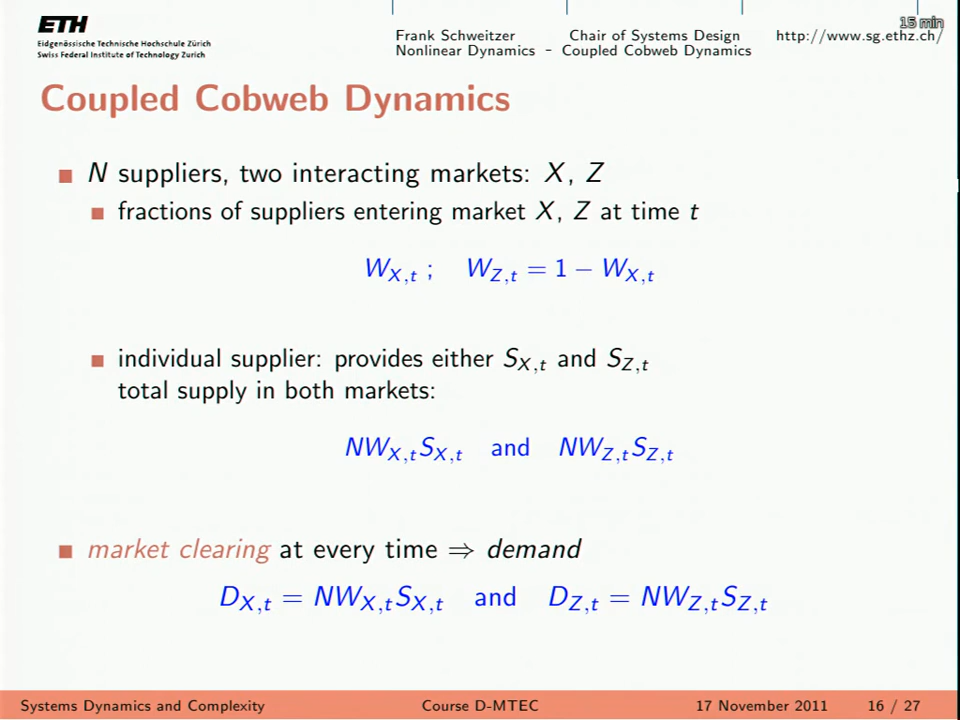 ETH
Eidgenössische Technische Hochschule Zürich
Swiss Federal Institute of Technology Zurich
Frank Schweitzer Chair of Systems Design http://www.sg.ethz.ch/
15 min
Nonlinear Dynamics – Coupled Cobweb Dynamics
Coupled Cobweb Dynamics
N suppliers, two interacting markets: X, Z
fractions of suppliers entering market X, Z at time t
W_{X,t} ; W_{Z,t} = 1 − W_{X,t}
individual supplier: provides either S_{X,t} and S_{Z,t}
total supply in both markets:
NW_{X,t}S_{X,t} and NW_{Z,t}S_{Z,t}
market clearing at every time ⇒ demand
D_{X,t} = NW_{X,t}S_{X,t} and D_{Z,t} = NW_{Z,t}S_{Z,t}
Systems Dynamics and Complexity Course D-MTEC 17 November 2011 16 / 27